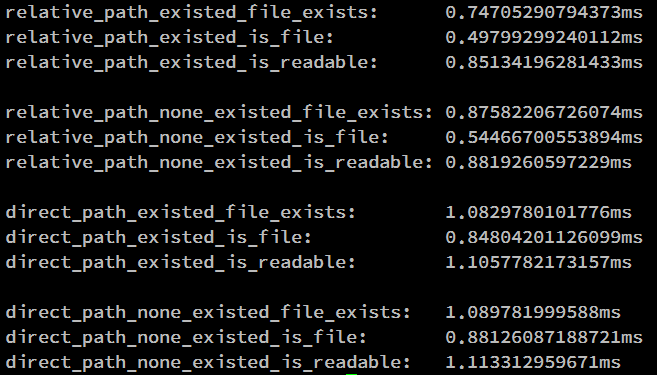 relative_path_existed_file_exists: 0.74705290794373ms
relative_path_existed_is_file: 0.49799299240112ms
relative_path_existed_is_readable: 0.85134196281433ms
relative_path_none_existed_file_exists: 0.87582206726074ms
relative_path_none_existed_is_file: 0.54466700553894ms
relative_path_none_existed_is_readable: 0.8819260597229ms
direct_path_existed_file_exists: 1.0829780101776ms
direct_path_existed_is_file: 0.84804201126099ms
direct_path_existed_is_readable: 1.1057782173157ms
direct_path_none_existed_file_exists: 1.089781999588ms
direct_path_none_existed_is_file: 0.88126087188721ms
direct_path_none_existed_is_readable: 1.113312959671ms